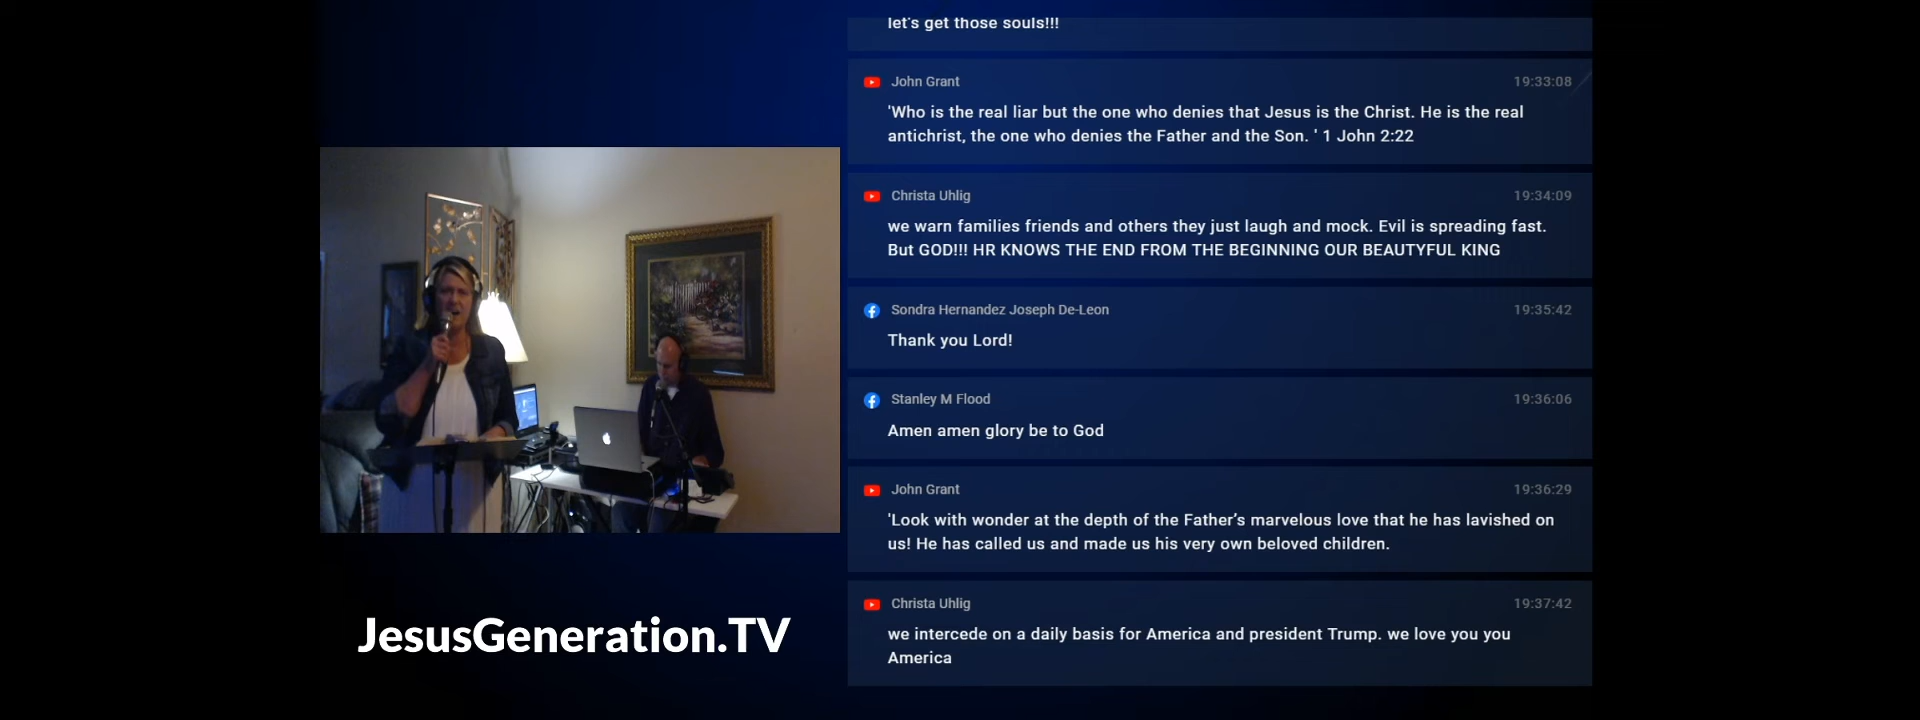 let's get those souls!!!
John Grant 19:33:08
'Who is the real liar but the one who denies that Jesus is the Christ. He is the real
antichrist, the one who denies the Father and the Son. ' 1 John 2:22
Christa Uhlig 19:34:09
we warn families friends and others they just laugh and mock. Evil is spreading fast.
But GOD!!! HR KNOWS THE END FROM THE BEGINNING OUR BEAUTYFUL KING
Sondra Hernandez Joseph De-Leon 19:35:42
Thank you Lord!
Stanley M Flood 19:36:06
Amen amen glory be to God
John Grant 19:36:29
'Look with wonder at the depth of the Father’s marvelous love that he has lavished on
us! He has called us and made us his very own beloved children.
Christa Uhlig 19:37:42
we intercede on a daily basis for America and president Trump. we love you you
America
JesusGeneration.TV